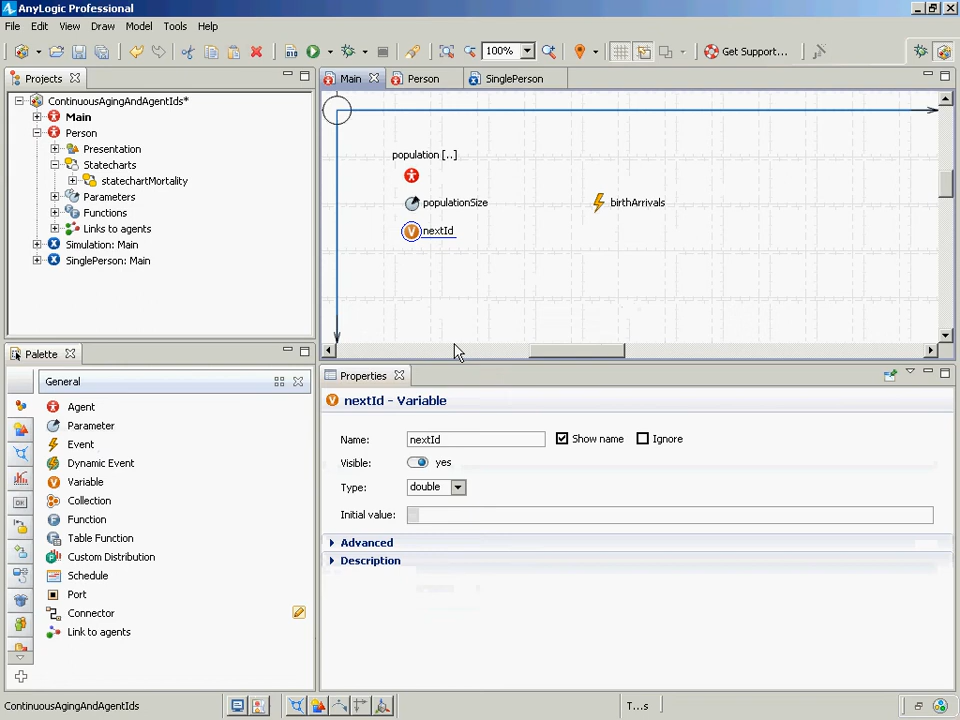 AnyLogic Professional
File Edit View Draw Model Tools Help
100% Get Support...
Projects
ContinuousAgingAndAgentIds*
Main
Person
Presentation
Statecharts
statechartMortality
Parameters
Functions
Links to agents
Simulation: Main
SinglePerson: Main
Main Person SinglePerson
population [..]
populationSize
birthArrivals
nextId
Palette
General
Agent
Parameter
Event
Dynamic Event
Variable
Collection
Function
Table Function
Custom Distribution
Schedule
Port
Connector
Link to agents
Properties
nextId - Variable
Name: nextId Show name Ignore
Visible: yes
Type: double
Initial value:
Advanced
Description
ContinuousAgingAndAgentIds
T...s